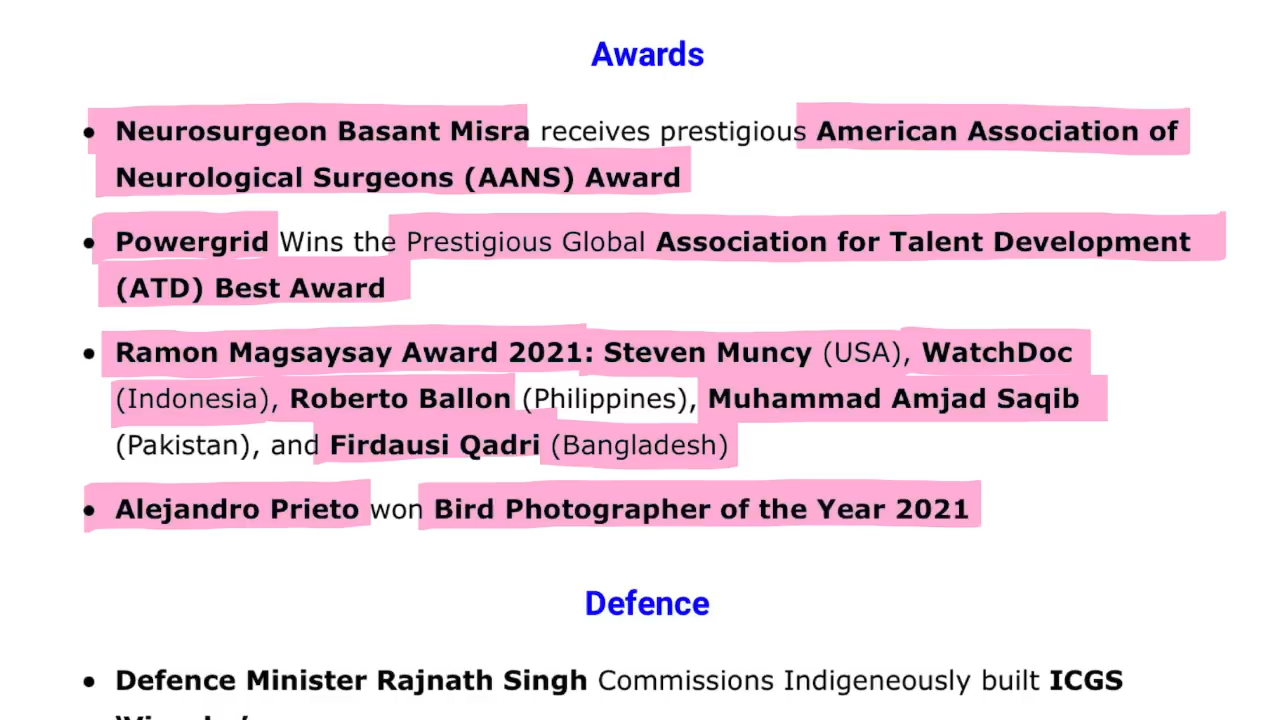 Awards
• Neurosurgeon Basant Misra receives prestigious American Association of
Neurological Surgeons (AANS) Award
• Powergrid Wins the Prestigious Global Association for Talent Development
(ATD) Best Award
• Ramon Magsaysay Award 2021: Steven Muncy (USA), WatchDoc
(Indonesia), Roberto Ballon (Philippines), Muhammad Amjad Saqib
(Pakistan), and Firdausi Qadri (Bangladesh)
• Alejandro Prieto won Bird Photographer of the Year 2021
Defence
• Defence Minister Rajnath Singh Commissions Indigeneously built ICGS